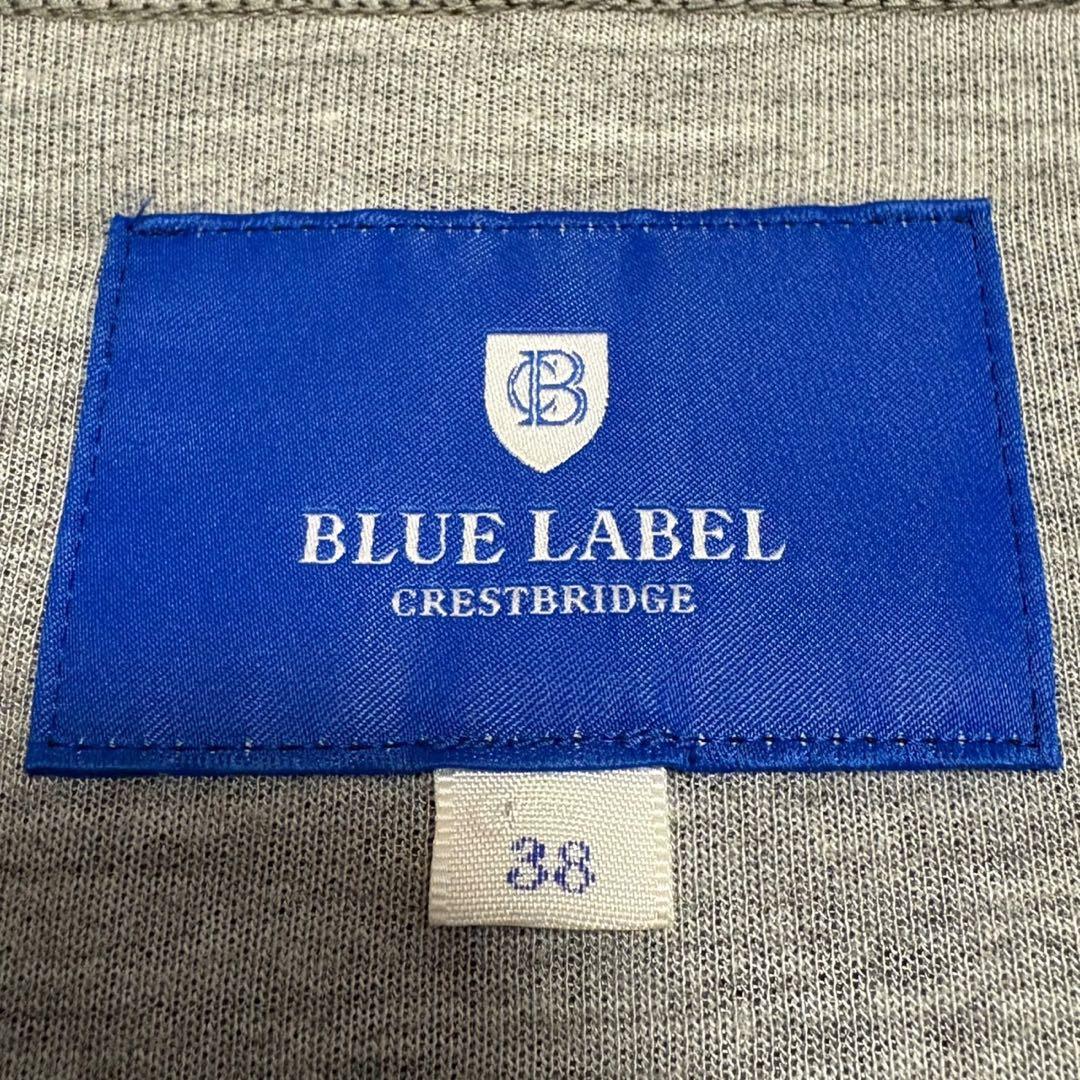 CB
BLUE LABEL
CRESTBRIDGE
38